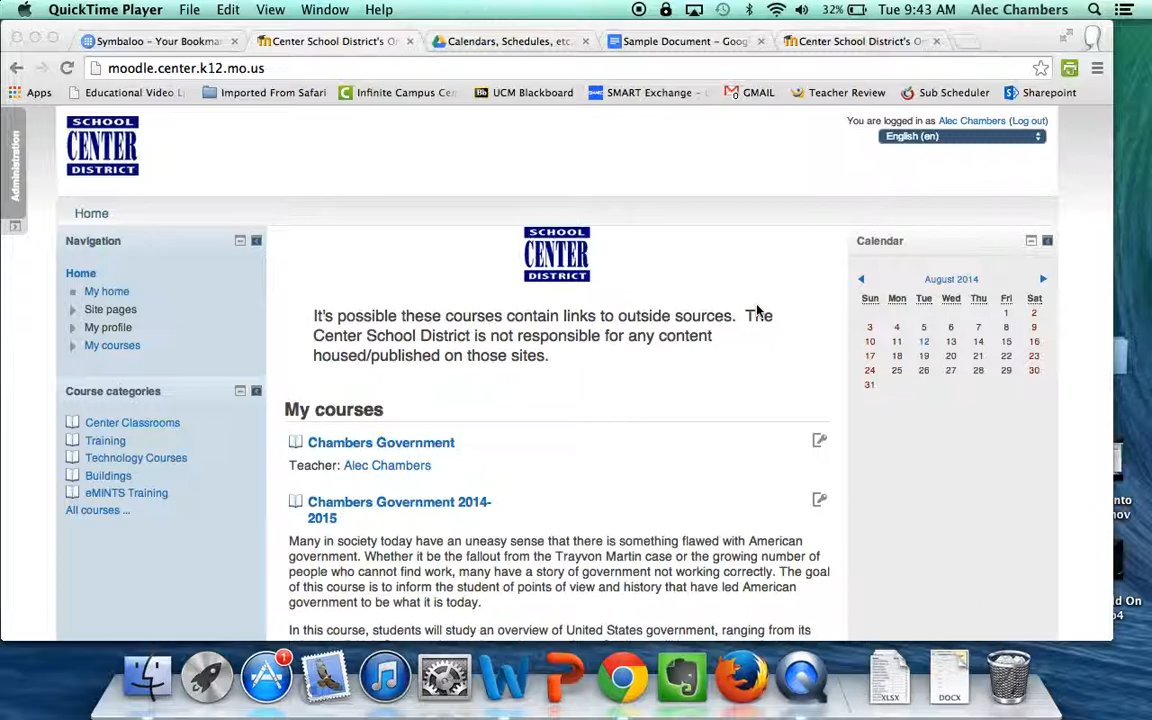 QuickTime Player File Edit View Window Help 32% Tue 9:43 AM Alec Chambers
Symbaloo – Your Bookma Center School District's O Calendars, Schedules, etc. Sample Document – Goog Center School District's O
moodle.center.k12.mo.us
Apps Educational Video L Imported From Safari Infinite Campus Ce UCM Blackboard SMART Exchange – GMAIL Teacher Review Sub Scheduler Sharepoint
Administration
SCHOOL
CENTER
DISTRICT
You are logged in as Alec Chambers (Log out)
English (en)
Home
Navigation
Home
My home
Site pages
My profile
My courses
Course categories
Center Classrooms
Training
Technology Courses
Buildings
eMINTS Training
All courses ...
SCHOOL
CENTER
DISTRICT
It's possible these courses contain links to outside sources. The
Center School District is not responsible for any content
housed/published on those sites.
My courses
Chambers Government
Teacher: Alec Chambers
Chambers Government 2014-
2015
Many in society today have an uneasy sense that there is something flawed with American
government. Whether it be the fallout from the Trayvon Martin case or the growing number of
people who cannot find work, many have a story of government not working correctly. The goal
of this course is to inform the student of points of view and history that have led American
government to be what it is today.
In this course, students will study an overview of United States government, ranging from its
Calendar
August 2014
Sun Mon Tue Wed Thu Fri Sat
1 2
3 4 5 6 7 8 9
10 11 12 13 14 15 16
17 18 19 20 21 22 23
24 25 26 27 28 29 30
31
nto
mov
ld On
p4
1
XLSX
DOCX